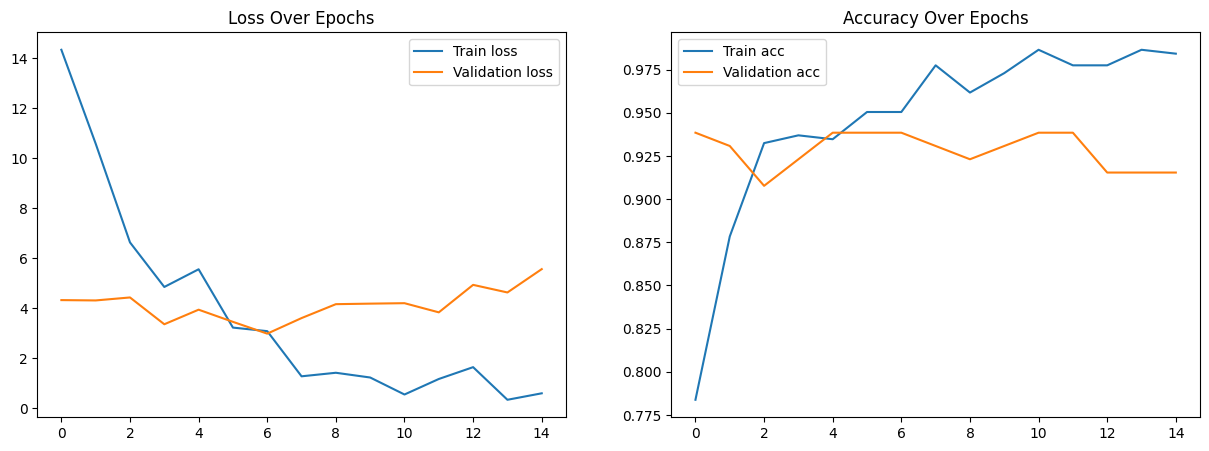 Loss Over Epochs
Train loss
Validation loss
14
12
10
8
6
4
2
0
0 2 4 6 8 10 12 14
Accuracy Over Epochs
Train acc
Validation acc
0.975
0.950
0.925
0.900
0.875
0.850
0.825
0.800
0.775
0 2 4 6 8 10 12 14